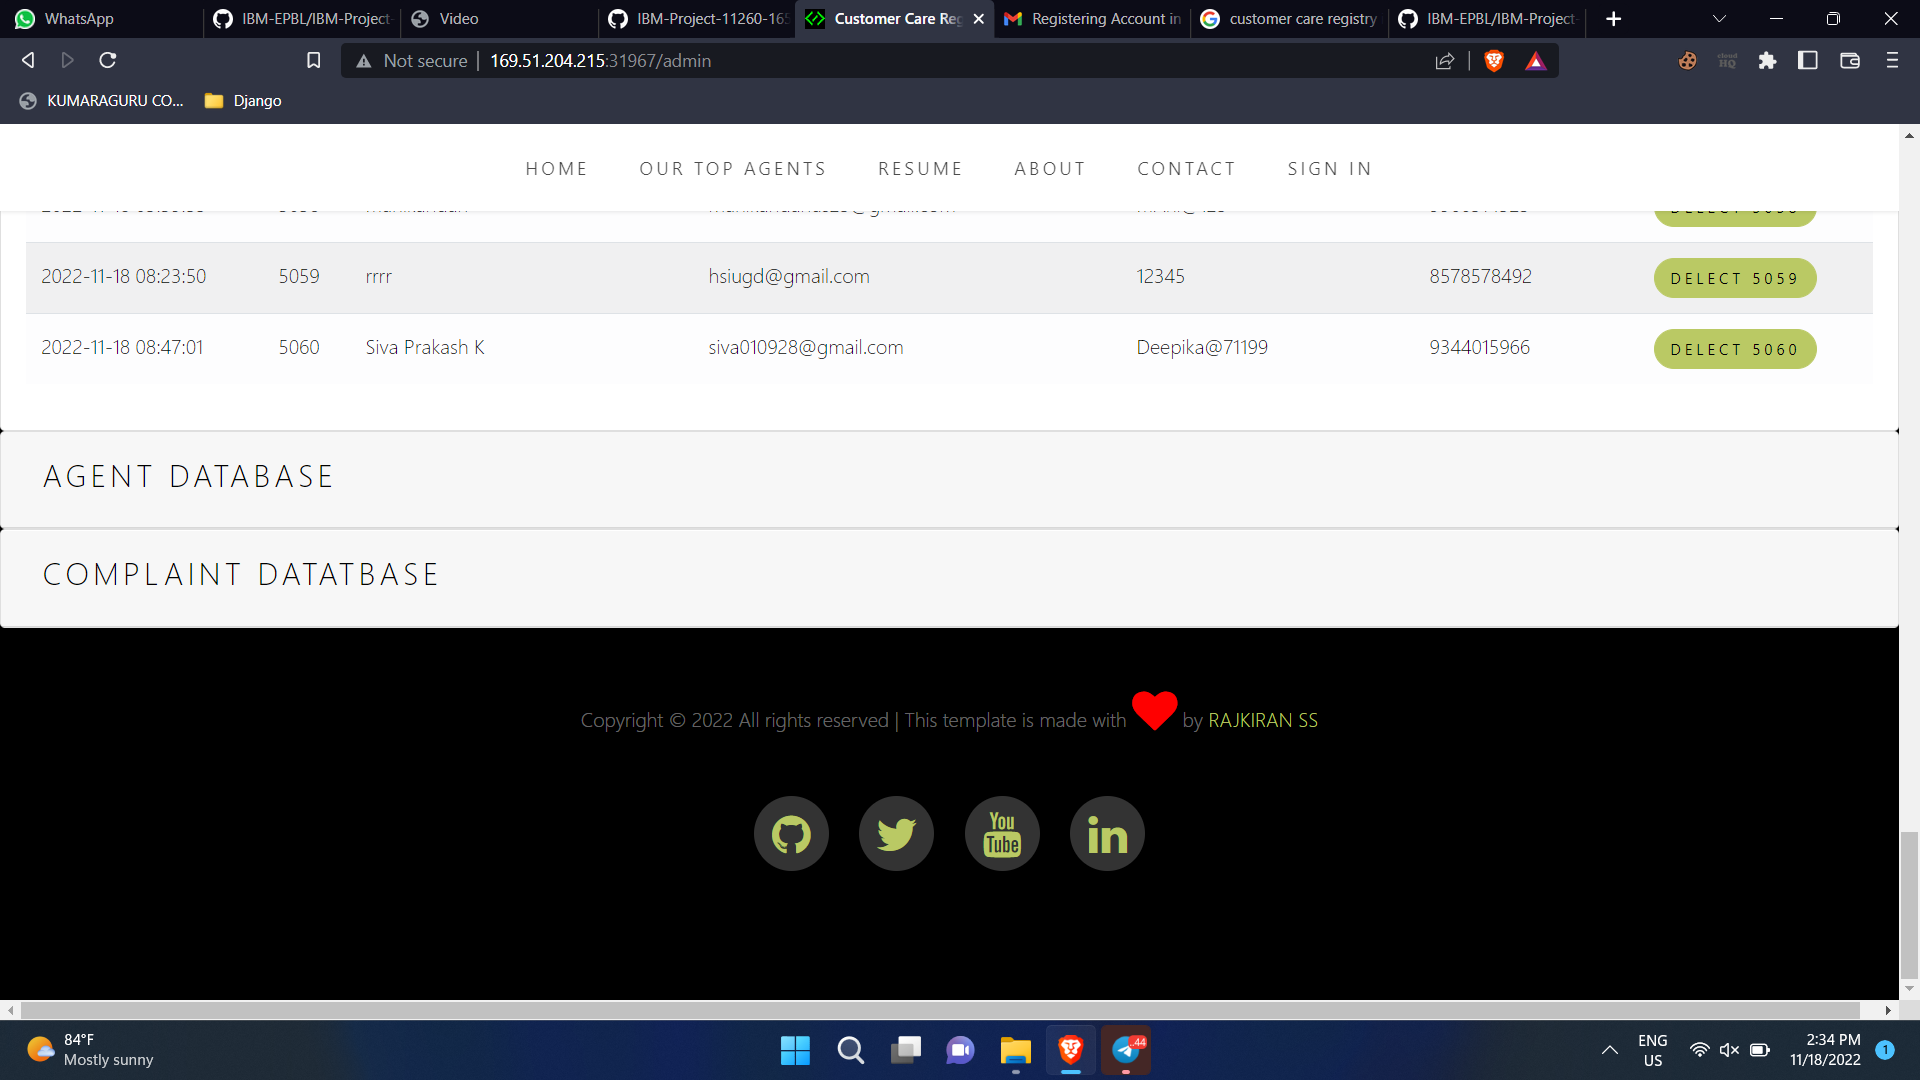 WhatsApp
IBM-EPBL/IBM-Project-
Video
IBM-Project-11260-165
Customer Care Reg
Registering Account in
customer care registry
IBM-EPBL/IBM-Project-
Not secure | 169.51.204.215:31967/admin
KUMARAGURU CO...
Django
HOME OUR TOP AGENTS RESUME ABOUT CONTACT SIGN IN
2022-11-18 08:23:50 5059 rrrr hsiugd@gmail.com 12345 8578578492 DELECT 5059
2022-11-18 08:47:01 5060 Siva Prakash K siva010928@gmail.com Deepika@71199 9344015966 DELECT 5060
AGENT DATABASE
COMPLAINT DATATBASE
Copyright © 2022 All rights reserved | This template is made with by RAJKIRAN SS
You
Tube
in
84°F
Mostly sunny
44
ENG
US
2:34 PM
11/18/2022
1